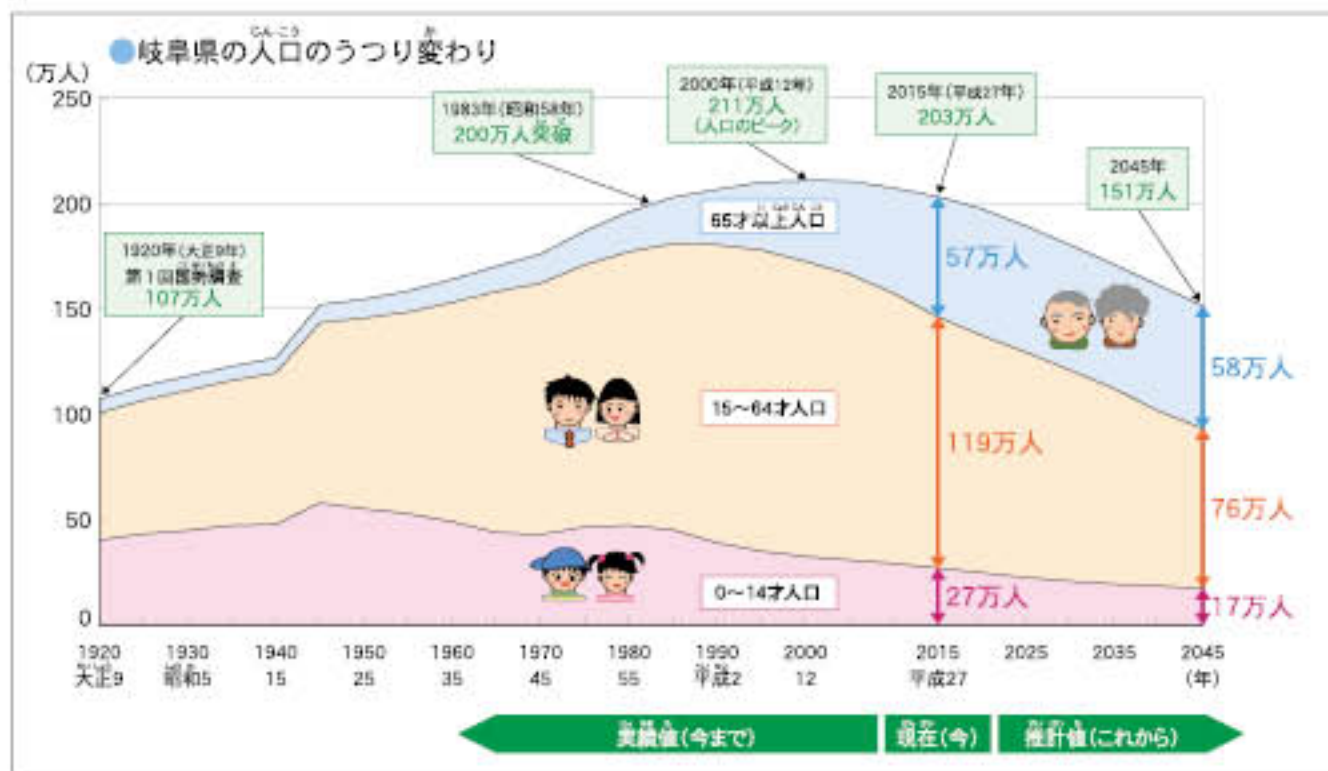 ●岐阜県の人口のうつり変わり
(万人)
250
200
150
100
50
0
1920年(大正9年)
第1回国勢調査
107万人
1983年(昭和58年)
200万人突破
2000年(平成12年)
211万人
(人口のピーク)
2015年(平成27年)
203万人
2045年
151万人
65才以上人口
15〜64才人口
0〜14才人口
57万人
119万人
27万人
58万人
76万人
17万人
1920 1930 1940 1950 1960 1970 1980 1990 2000 2015 2025 2035 2045
大正9 昭和5 15 25 35 45 55 平成2 12 平成27 (年)
実績値(今まで) 現在(今) 推計値(これから)